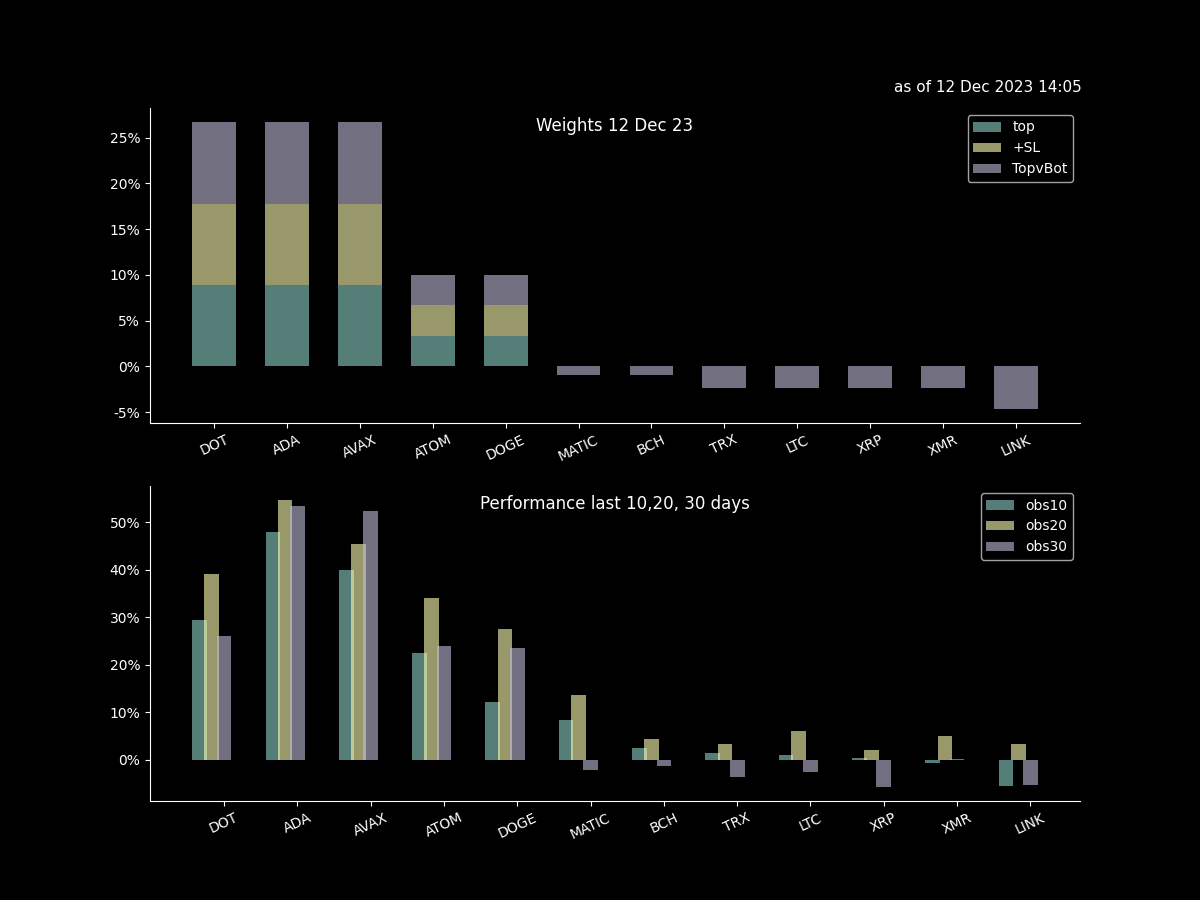 as of 12 Dec 2023 14:05
Weights 12 Dec 23
top
+SL
TopvBot
25%
20%
15%
10%
5%
0%
-5%
DOT ADA AVAX ATOM DOGE MATIC BCH TRX LTC XRP XMR LINK
Performance last 10,20, 30 days
obs10
obs20
obs30
50%
40%
30%
20%
10%
0%
DOT ADA AVAX ATOM DOGE MATIC BCH TRX LTC XRP XMR LINK